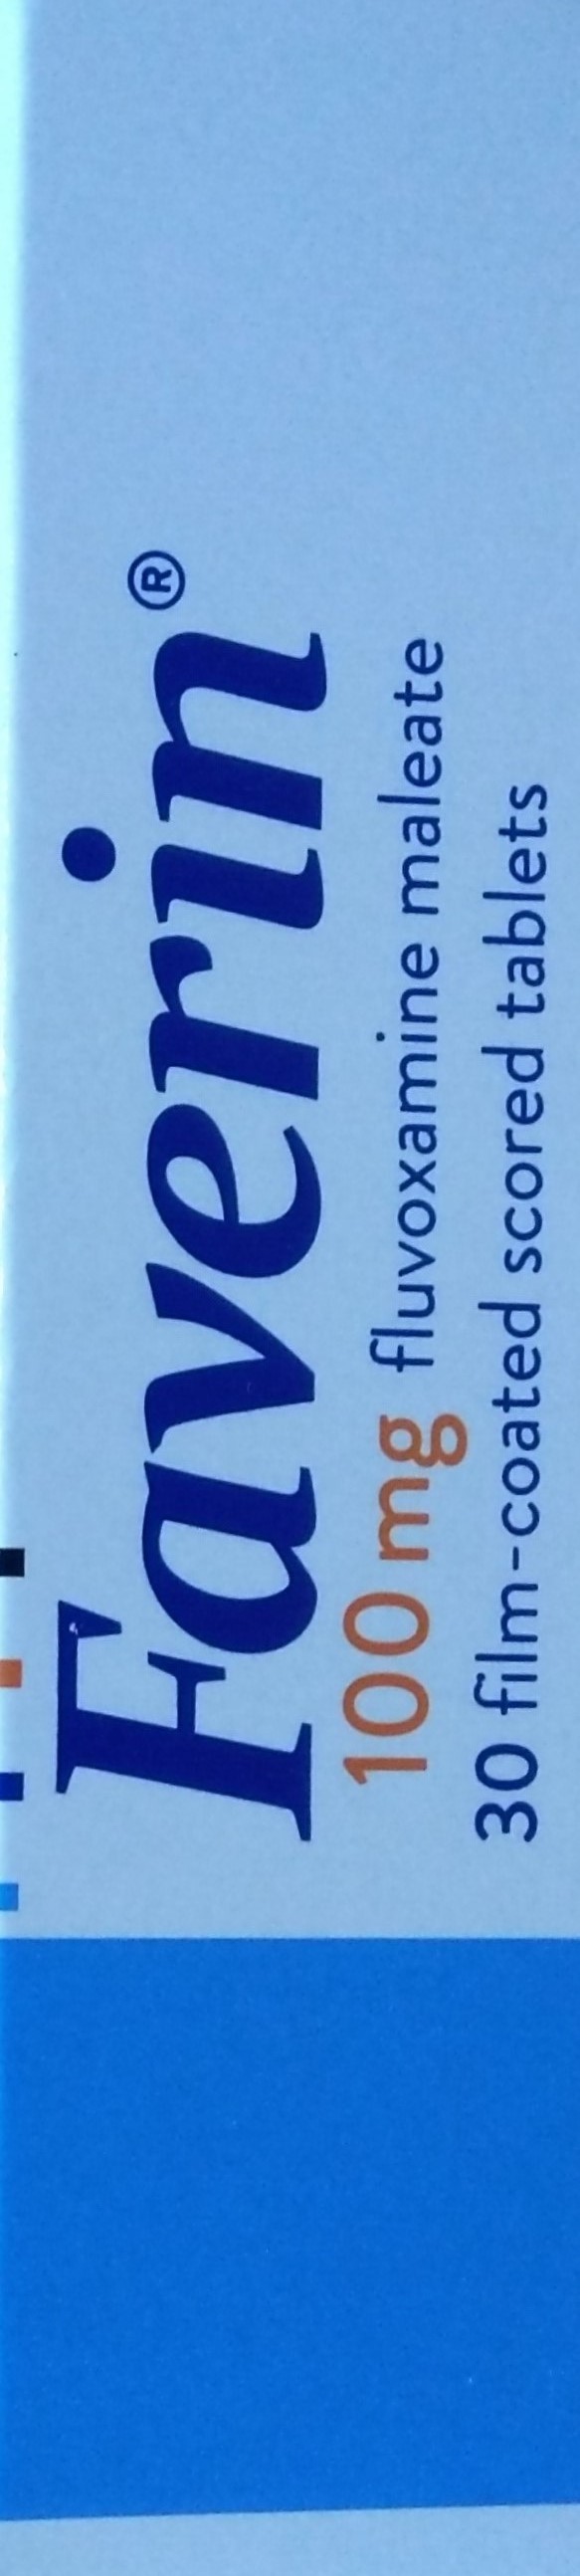 Faverin®
100 mg fluvoxamine maleate
30 film-coated scored tablets